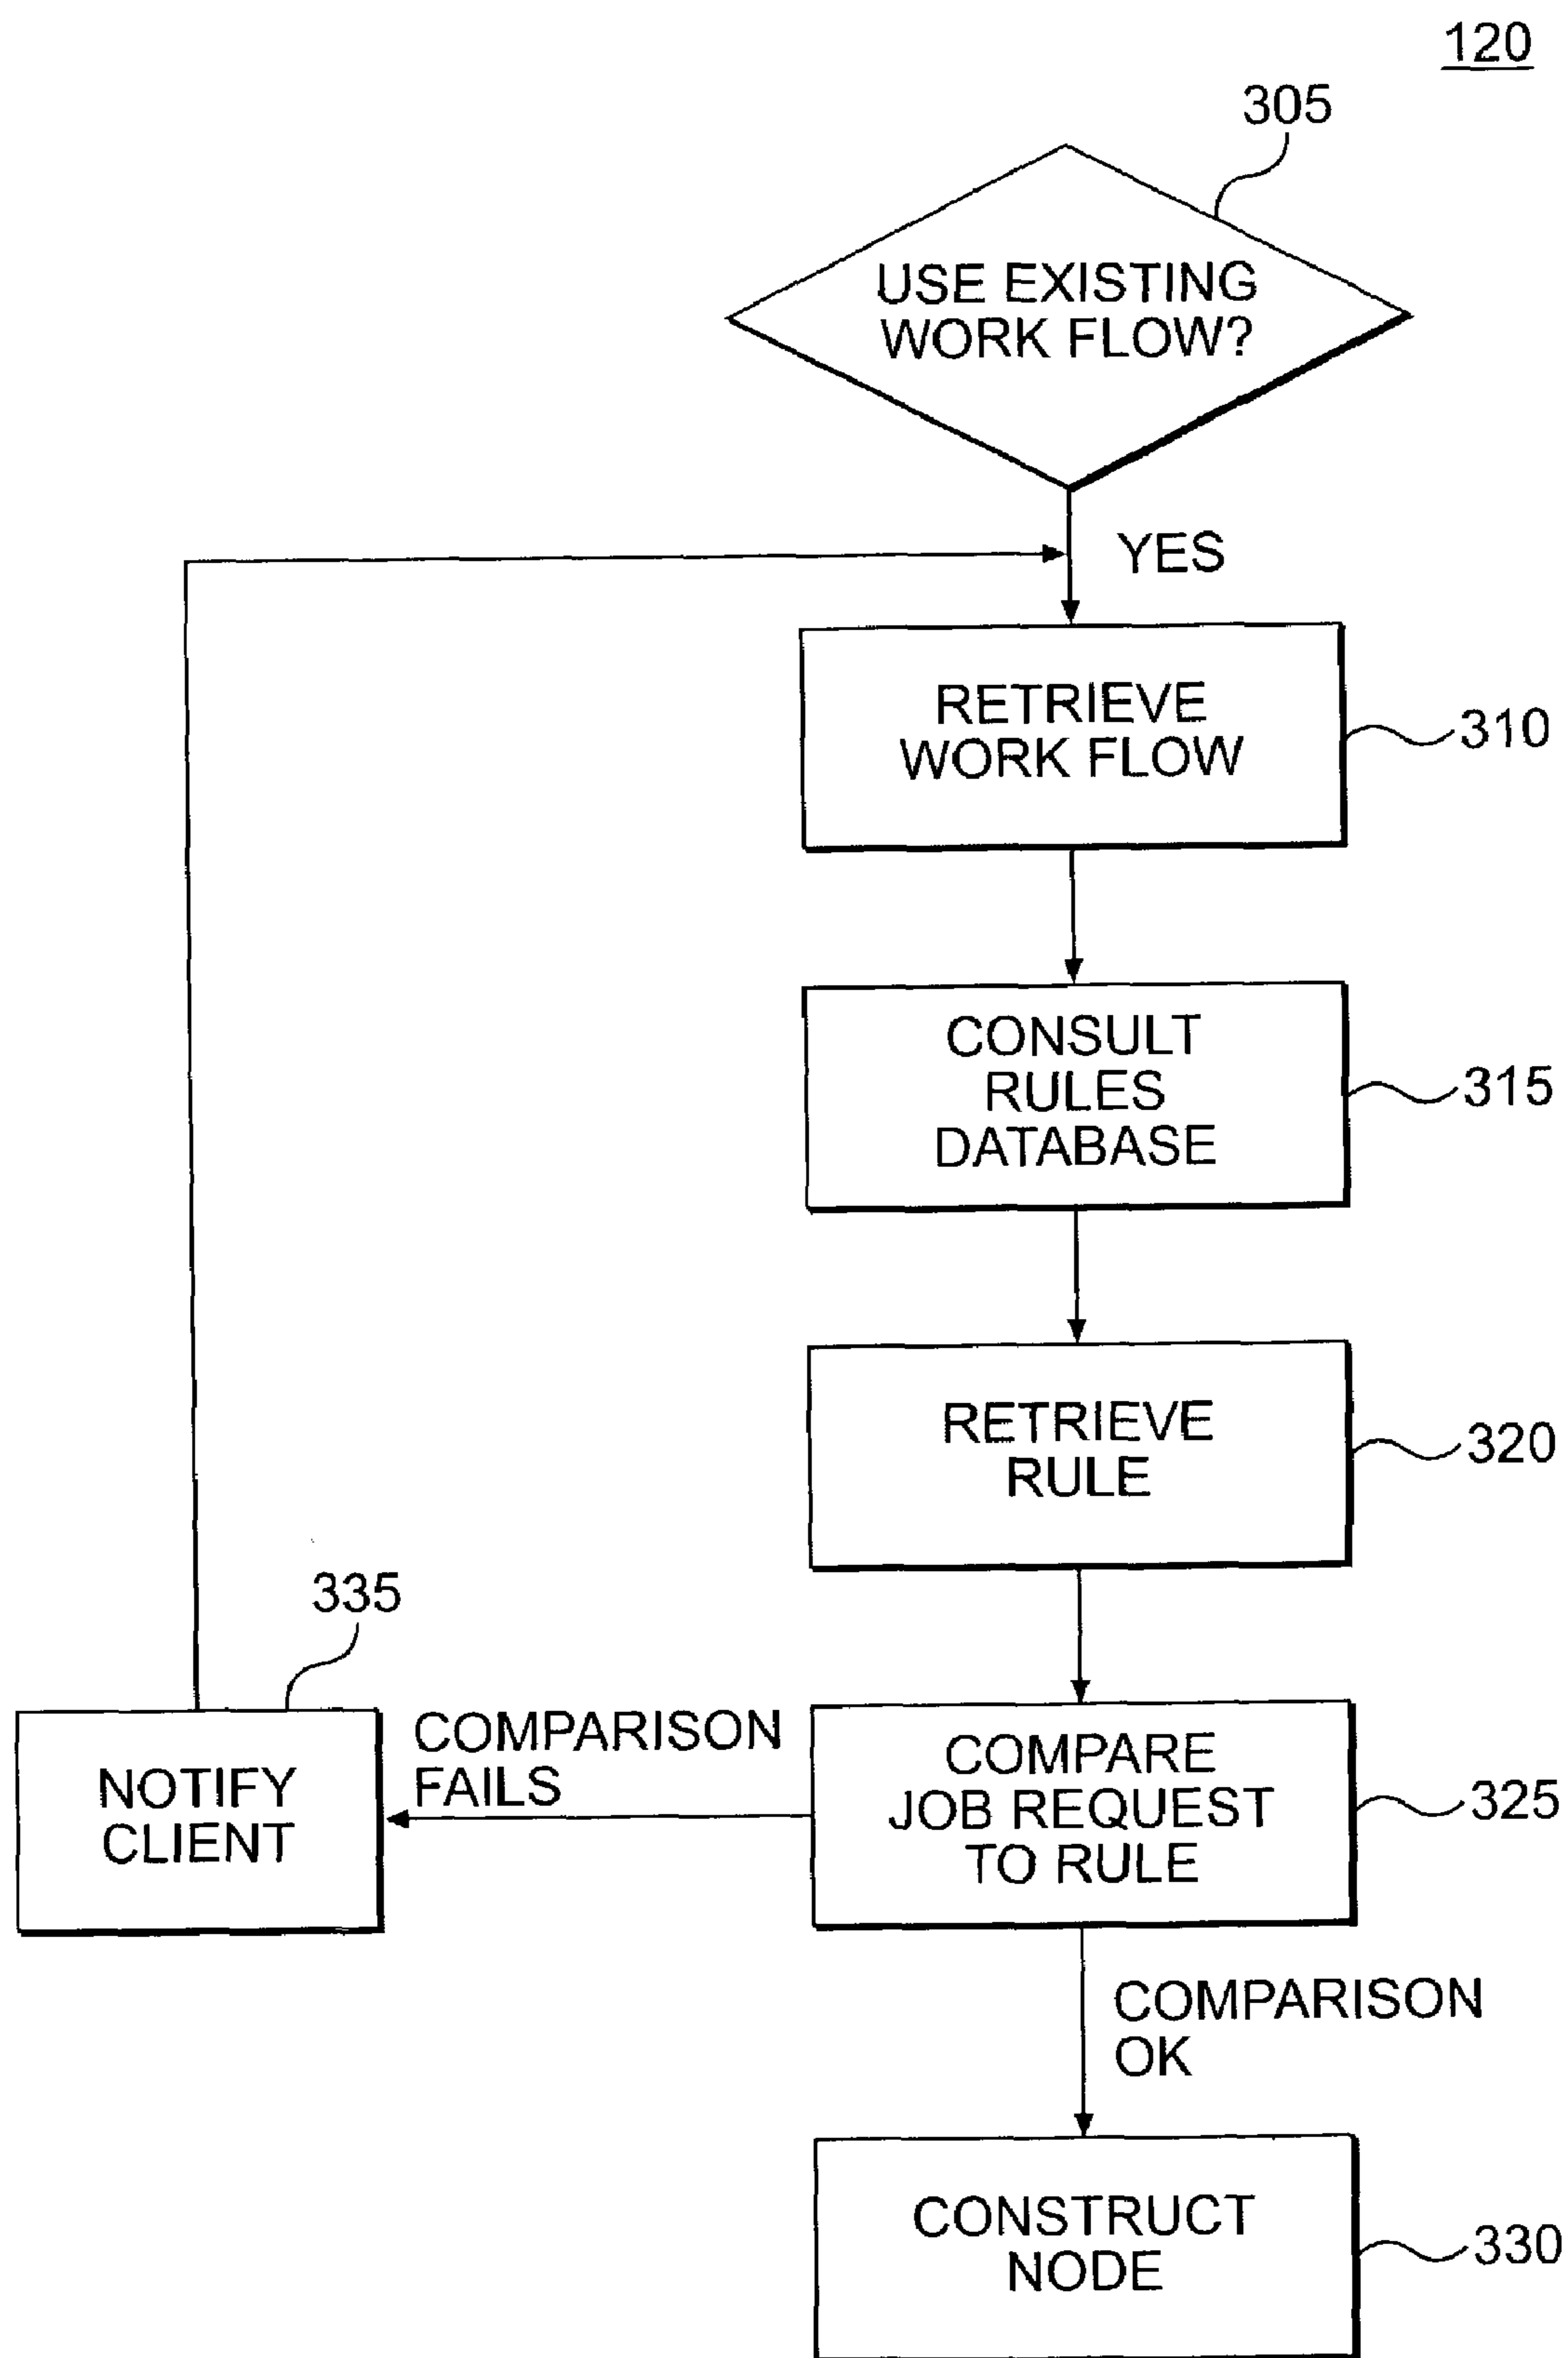 120
305
USE EXISTING
WORK FLOW?
YES
RETRIEVE
WORK FLOW
310
CONSULT
RULES
DATABASE
315
RETRIEVE
RULE
320
335
NOTIFY
CLIENT
COMPARISON
FAILS
COMPARE
JOB REQUEST
TO RULE
325
COMPARISON
OK
CONSTRUCT
NODE
330